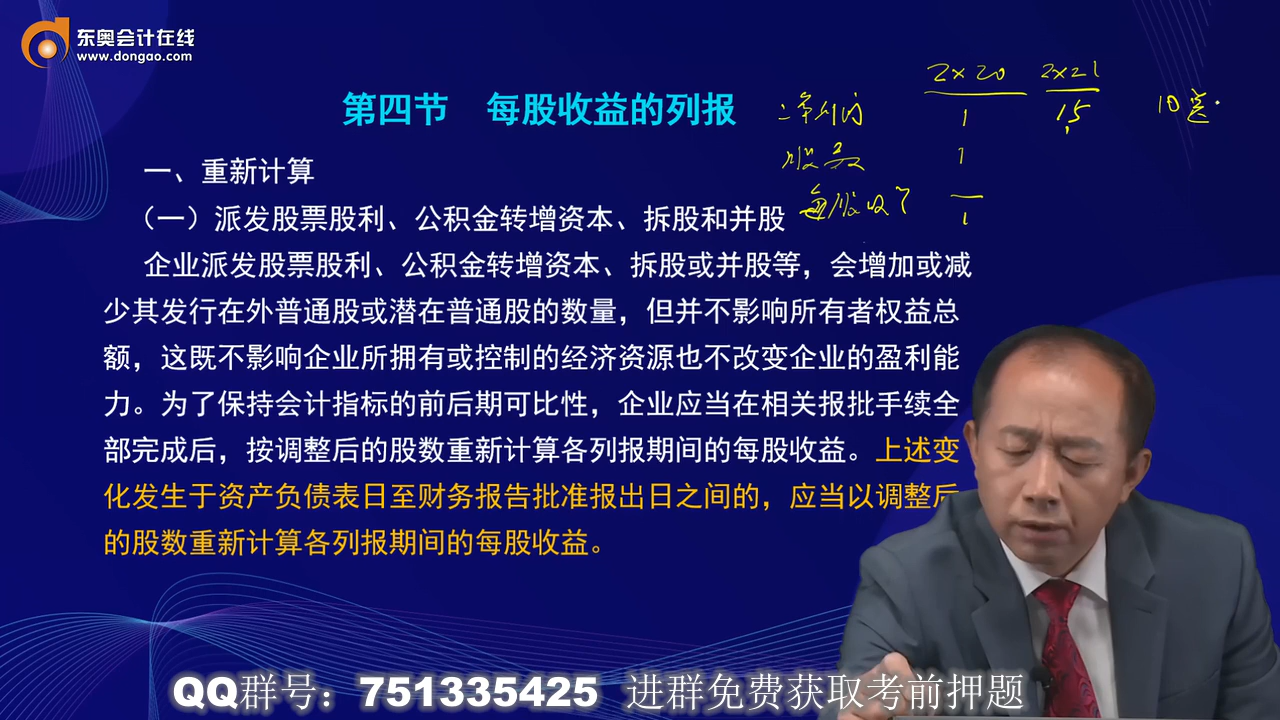 东奥会计在线
www.dongao.com
第四节 每股收益的列报
2×20 2×21
净利润 1 1.5 10送
股数 1
每股收益 1
一、重新计算
（一）派发股票股利、公积金转增资本、拆股和并股
企业派发股票股利、公积金转增资本、拆股或并股等，会增加或减
少其发行在外普通股或潜在普通股的数量，但并不影响所有者权益总
额，这既不影响企业所拥有或控制的经济资源也不改变企业的盈利能
力。为了保持会计指标的前后期可比性，企业应当在相关报批手续全
部完成后，按调整后的股数重新计算各列报期间的每股收益。上述变
化发生于资产负债表日至财务报告批准报出日之间的，应当以调整后
的股数重新计算各列报期间的每股收益。
QQ群号：751335425 进群免费获取考前押题